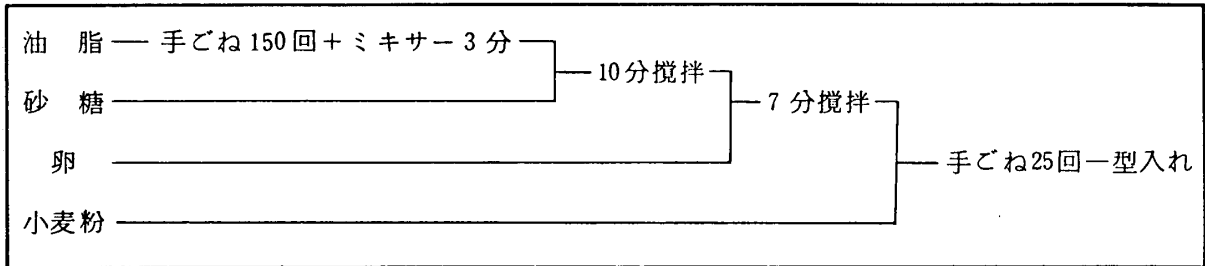 油 脂 手ごね150回+ミキサー3分
10分攪拌
砂 糖
7分攪拌
卵
手ごね25回―型入れ
小麦粉